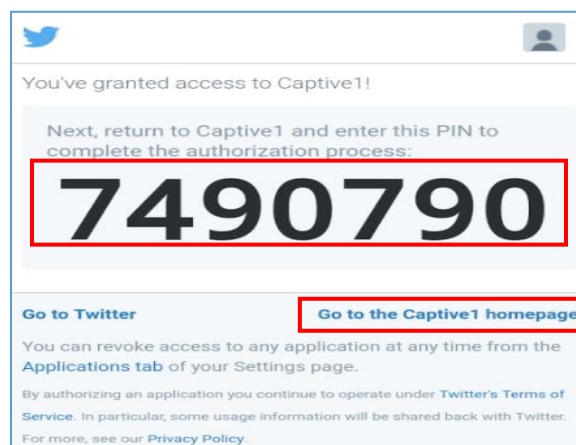 You've granted access to Captive1!
Next, return to Captive1 and enter this PIN to
complete the authorization process:
7490790
Go to Twitter Go to the Captive1 homepage
You can revoke access to any application at any time from the
Applications tab of your Settings page.
By authorizing an application you continue to operate under Twitter's Terms of
Service. In particular, some usage information will be shared back with Twitter.
For more, see our Privacy Policy.